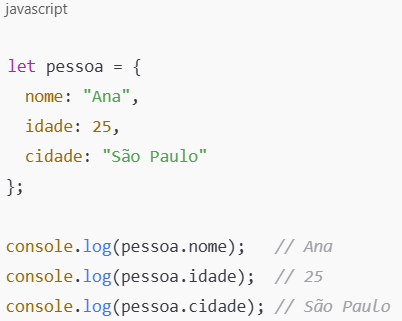 javascript
let pessoa = {
  nome: "Ana",
  idade: 25,
  cidade: "São Paulo"
};
console.log(pessoa.nome);   // Ana
console.log(pessoa.idade);  // 25
console.log(pessoa.cidade); // São Paulo